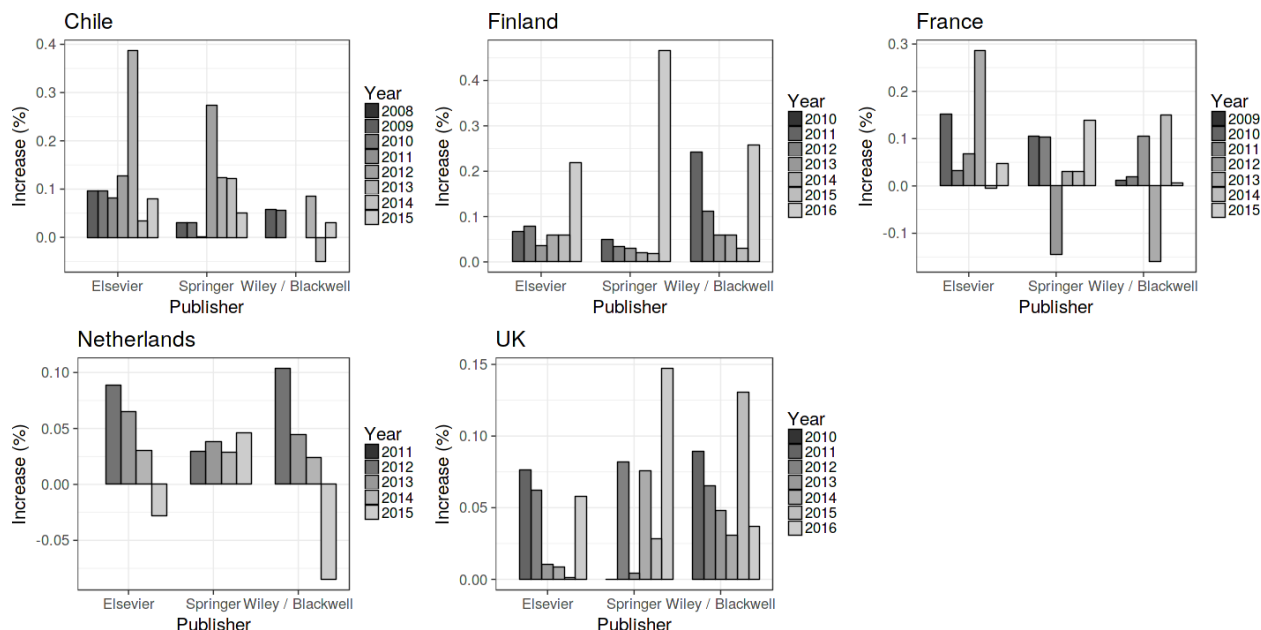 Chile
Increase (%)
0.4
0.3
0.2
0.1
0.0
Elsevier
Springer
Wiley / Blackwell
Publisher
Year
2008
2009
2010
2011
2012
2013
2014
2015
Finland
Increase (%)
0.4
0.3
0.2
0.1
0.0
Elsevier
Springer
Wiley / Blackwell
Publisher
Year
2010
2011
2012
2013
2014
2015
2016
France
Increase (%)
0.3
0.2
0.1
0.0
-0.1
Elsevier
Springer
Wiley / Blackwell
Publisher
Year
2009
2010
2011
2012
2013
2014
2015
Netherlands
Increase (%)
0.10
0.05
0.00
-0.05
Elsevier
Springer
Wiley / Blackwell
Publisher
Year
2011
2012
2013
2014
2015
UK
Increase (%)
0.15
0.10
0.05
0.00
Elsevier
Springer
Wiley / Blackwell
Publisher
Year
2010
2011
2012
2013
2014
2015
2016